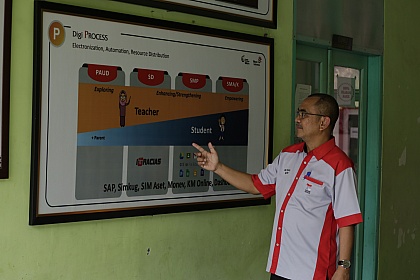 P
Digi PROCESS
Electronization, Automation, Resource Distribution
PAUD SD SMP SMA/K
Exploring Enhancing/Strengthening Empowering
Teacher
Student
+ Parent
SAP, Simkug, SIM Aset, Monev, KM Online,